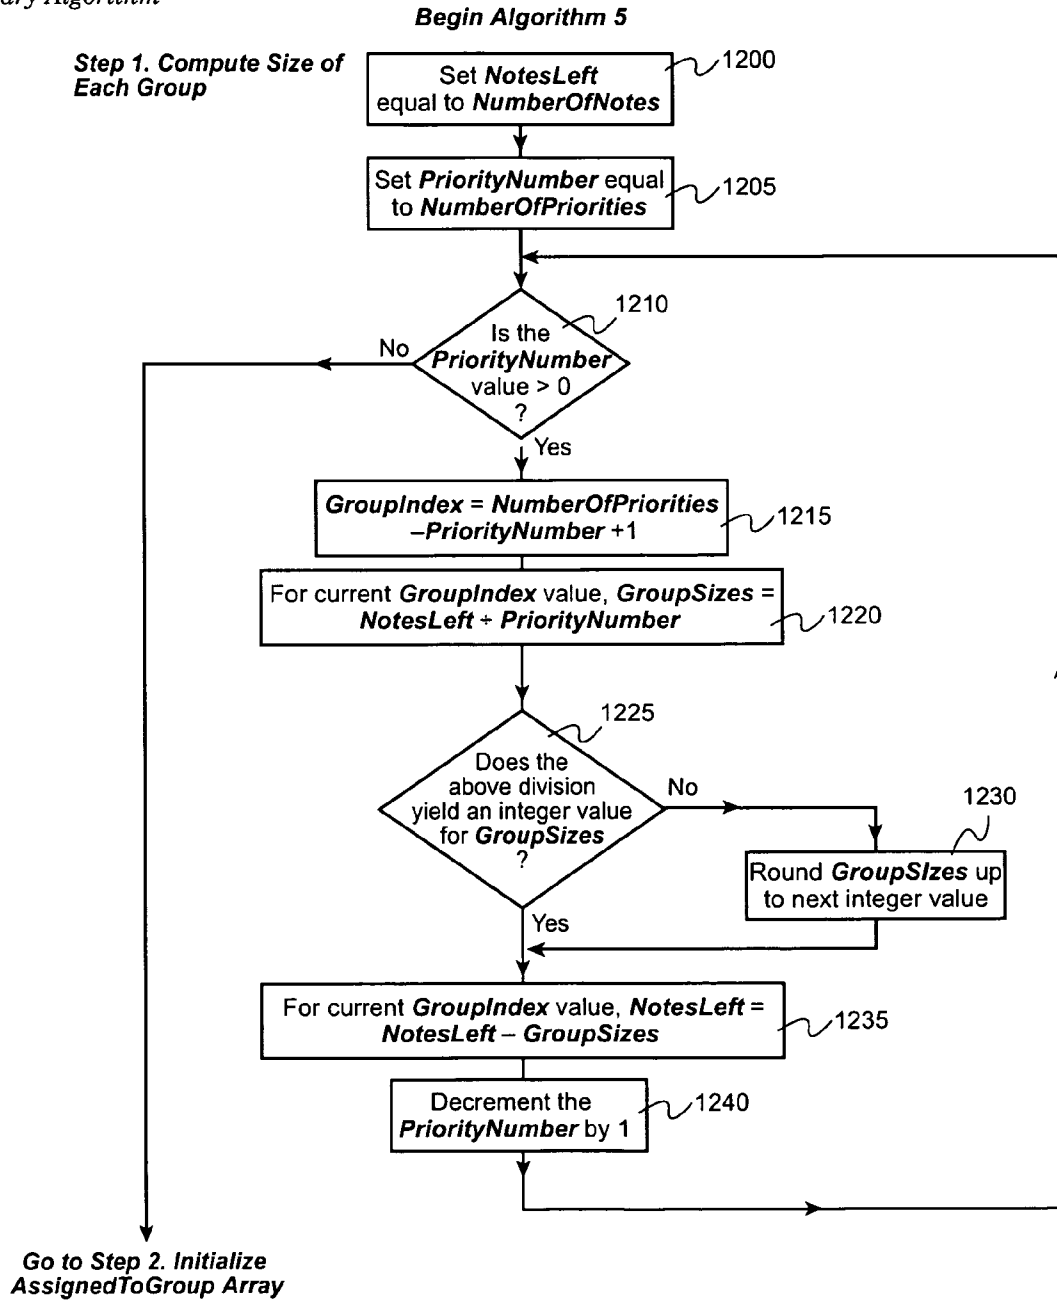 ary Algorithm
Begin Algorithm 5
Step 1. Compute Size of
Each Group
Set NotesLeft
equal to NumberOfNotes
1200
Set PriorityNumber equal
to NumberOfPriorities
1205
1210
Is the
PriorityNumber
value > 0
?
No
Yes
GroupIndex = NumberOfPriorities
–PriorityNumber +1
1215
For current GroupIndex value, GroupSizes =
NotesLeft ÷ PriorityNumber
1220
1225
Does the
above division
yield an integer value
for GroupSizes
?
No
1230
Round GroupSIzes up
to next integer value
Yes
For current GroupIndex value, NotesLeft =
NotesLeft – GroupSizes
1235
Decrement the
PriorityNumber by 1
1240
Go to Step 2. Initialize
AssignedToGroup Array